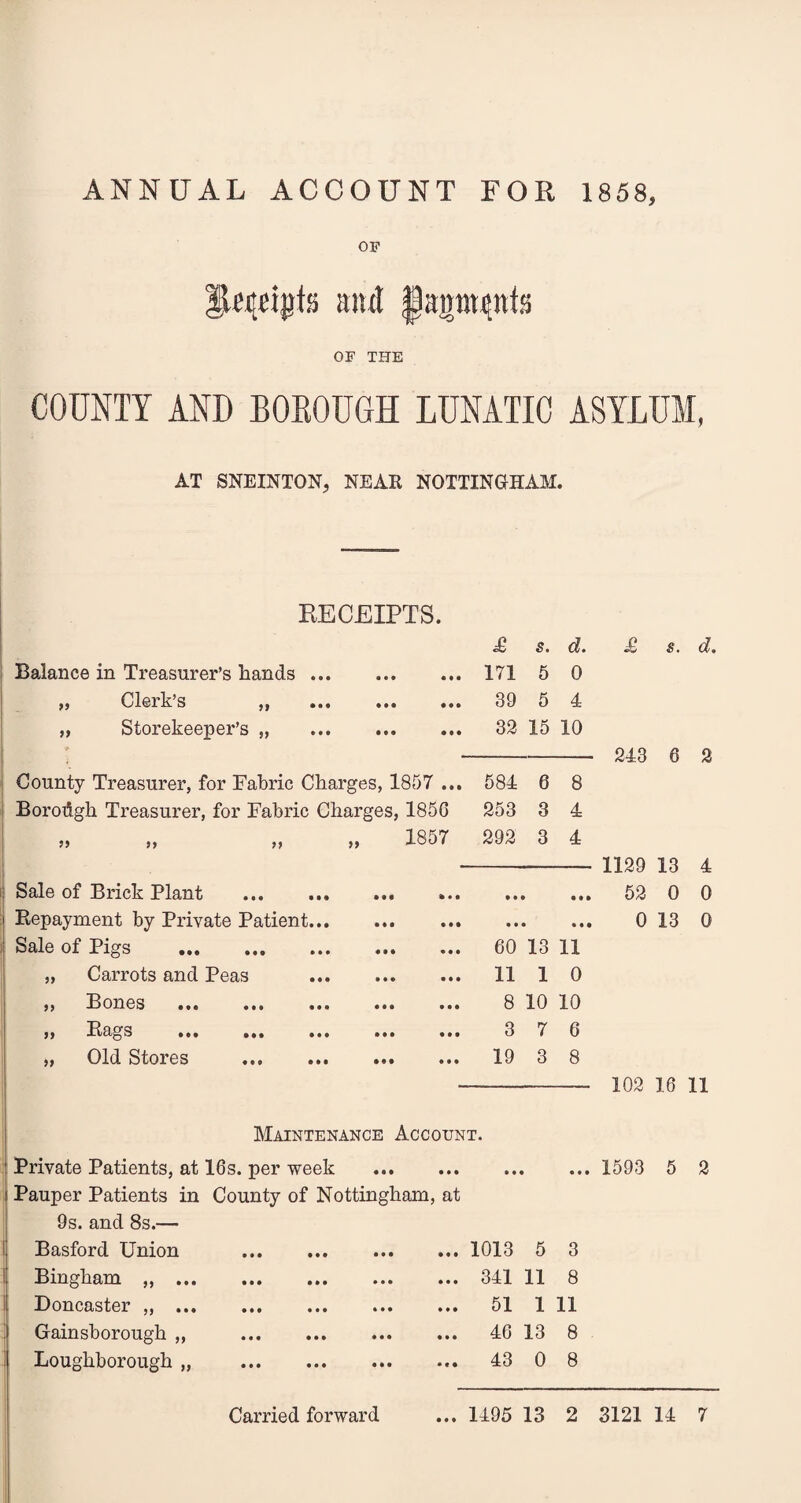 ANNUAL ACCOUNT FOR 1858,
OF
Receipts and Payments
OF THE
COUNTY AND BOROUGH LUNATIC ASYLUM,
AT SNEINTON, NEAR NOTTINGHAM.
RECEIPTS.
£ s. d. £ s. d.
Balance in Treasurer's hands ... ... ... 171 5 0
„ Clerk's „ ... ... ... 39 5 4
„ Storekeeper's „ ... ... ... 32 15 10
243 6 2
County Treasurer, for Fabric Charges, 1857 ... 584 6 8
Borough Treasurer, for Fabric Charges, 1856 253 3 4
„ „ „ „ 1857 292 3 4
1129 13 4
Sale of Brick Plant ... ... ... ... ... ... 52 0 0
Repayment by Private Patient... ... ... ... ... 0 13 0
Sale of Pigs ... ... ... ... ... 60 13 11
„ Carrots and Peas ... ... ... 11 1 0
„ Bones ... ... ... ... ... 8 10 10
„ Rags ... ... ... ... ... 3 7 6
„ Old Stores ... ... ... ... 19 3 8
102 16 11
MAINTENANCE ACCOUNT.
Private Patients, at 16s. per week ... ... ... ... 1593 5 2
Pauper Patients in County of Nottingham, at
9s. and 8s.—
Basford Union ... ... ... ... 1013 5 3
Bingham „ ... ... ... ... ... 341 11 8
Doncaster „ ... ... ... ... ... 51 1 11
Gainsborough „ ... ... ... ... 46 13 8
Loughborough „ ... ... ... ... 43 0 8
Carried forward ... 1495 13 2 3121 14 7